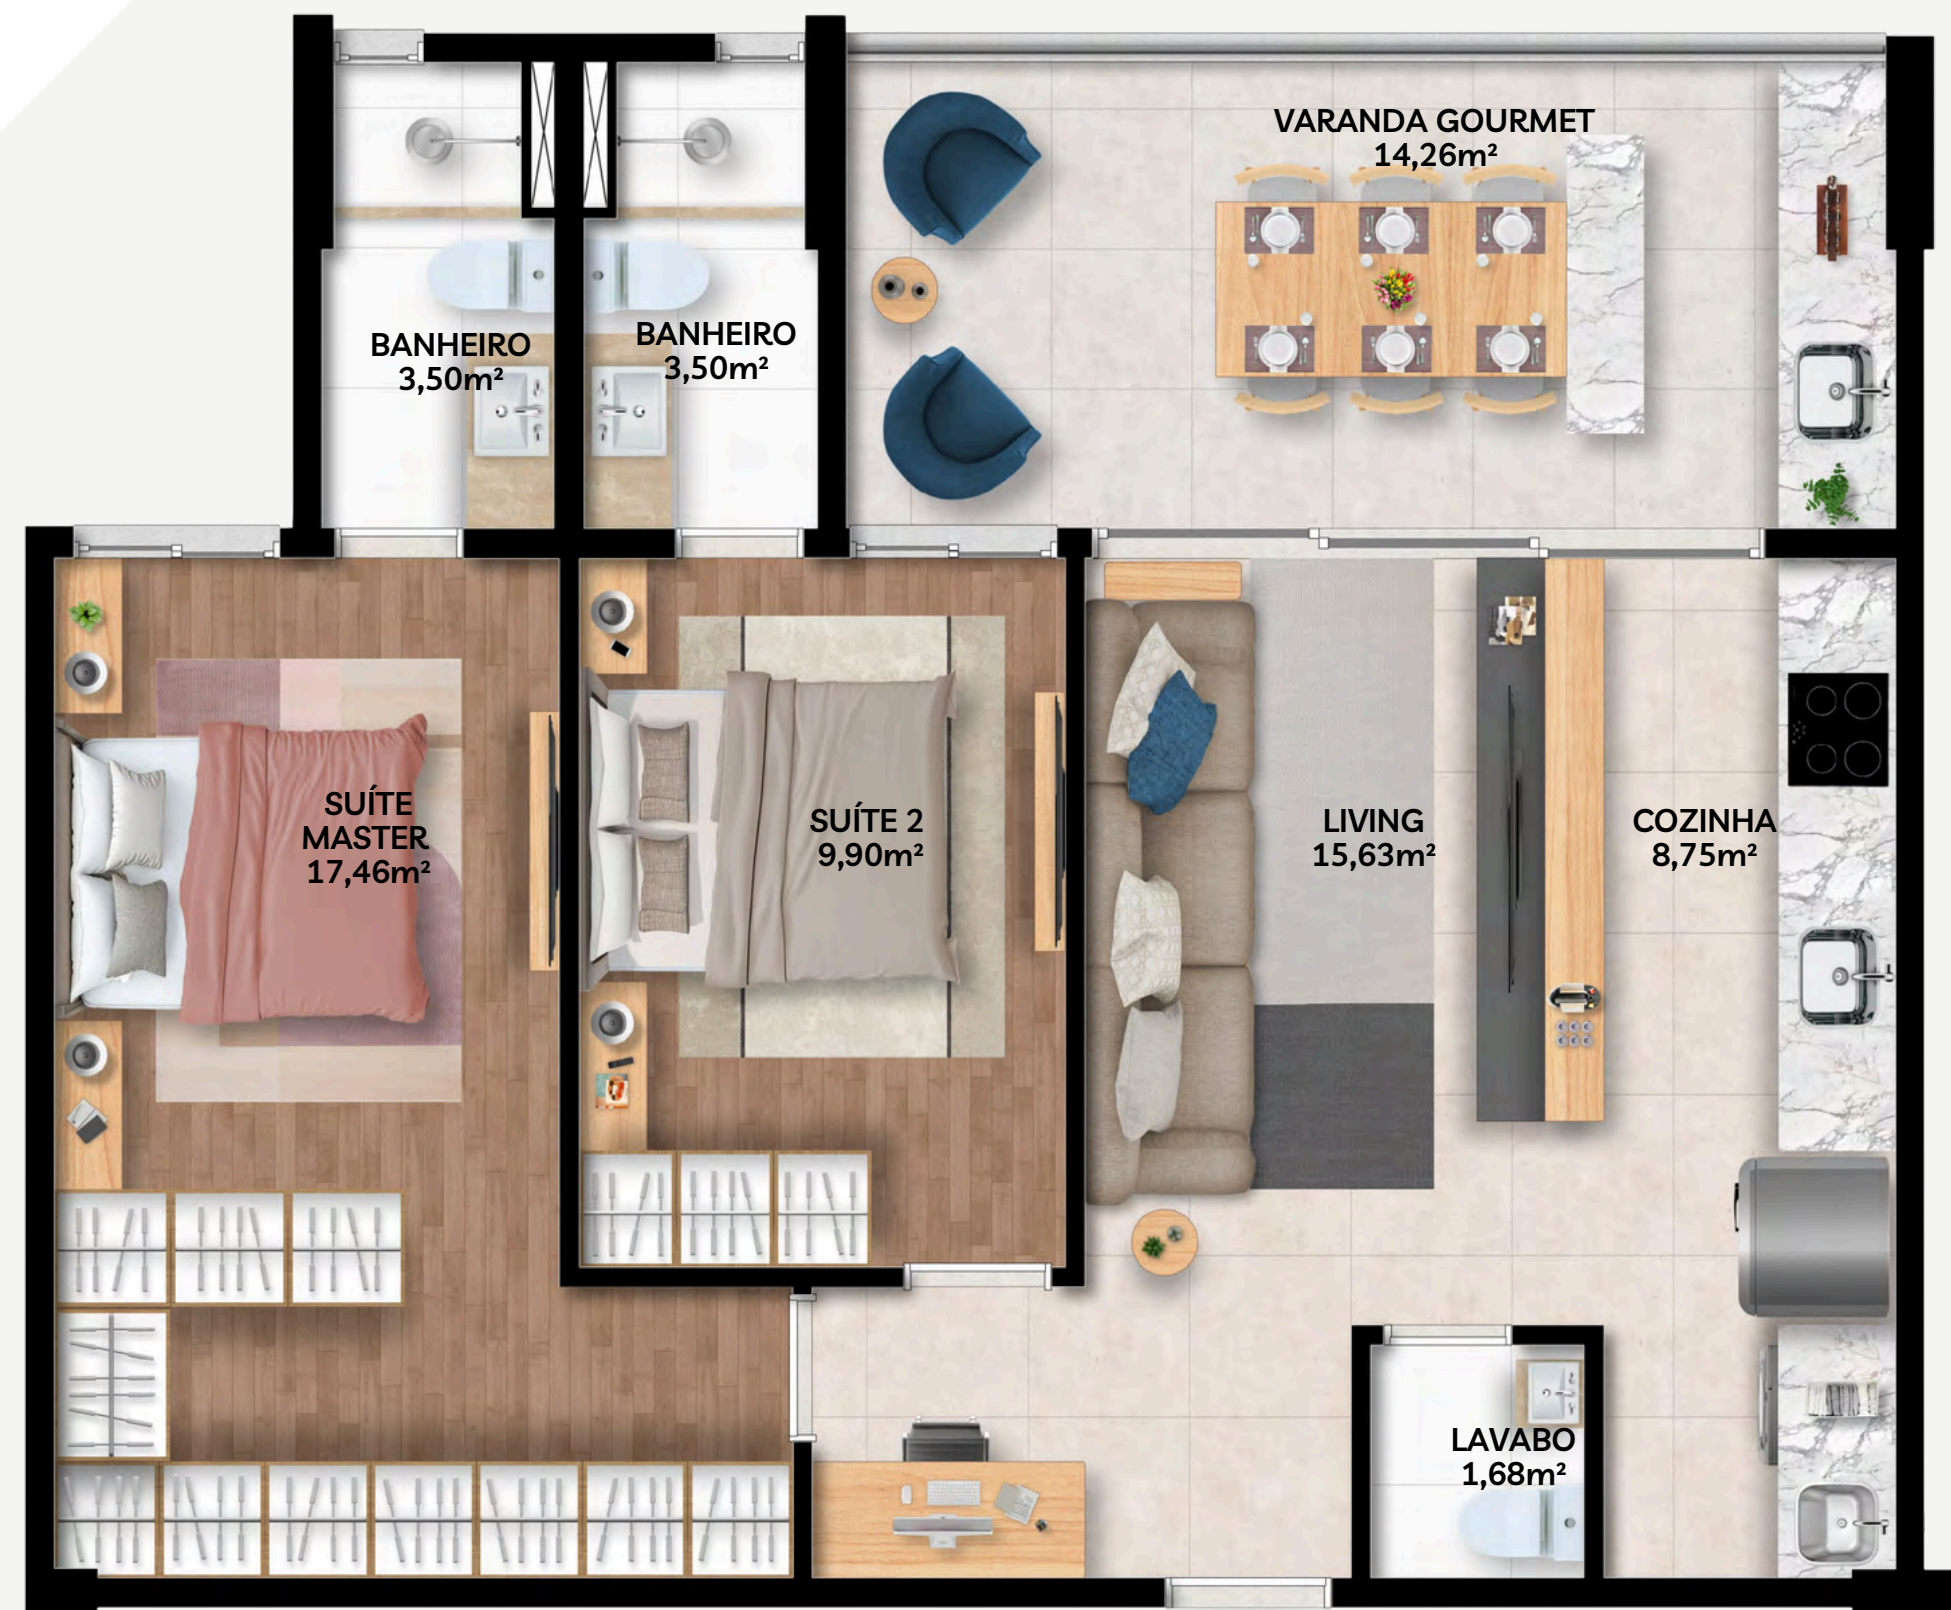 VARANDA GOURMET
14,26m²
BANHEIRO
3,50m²
BANHEIRO
3,50m²
SUÍTE
MASTER
17,46m²
SUÍTE 2
9,90m²
LIVING
15,63m²
COZINHA
8,75m²
LAVABO
1,68m²